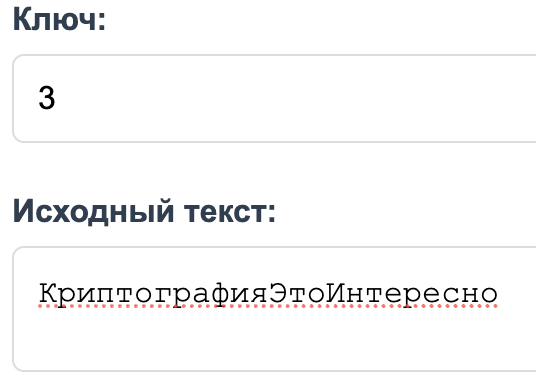 Ключ:
3
Исходный текст:
КриптографияЭтоИнтересно